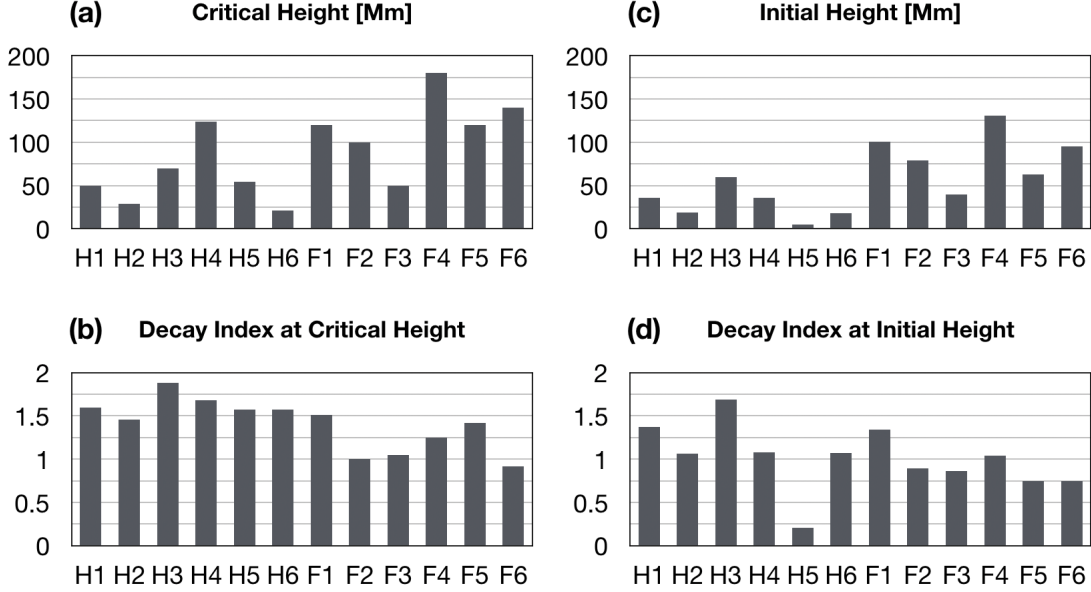 (a) Critical Height [Mm]
200
150
100
50
0
H1 H2 H3 H4 H5 H6 F1 F2 F3 F4 F5 F6
(c) Initial Height [Mm]
200
150
100
50
0
H1 H2 H3 H4 H5 H6 F1 F2 F3 F4 F5 F6
(b) Decay Index at Critical Height
2
1.5
1
0.5
0
H1 H2 H3 H4 H5 H6 F1 F2 F3 F4 F5 F6
(d) Decay Index at Initial Height
2
1.5
1
0.5
0
H1 H2 H3 H4 H5 H6 F1 F2 F3 F4 F5 F6